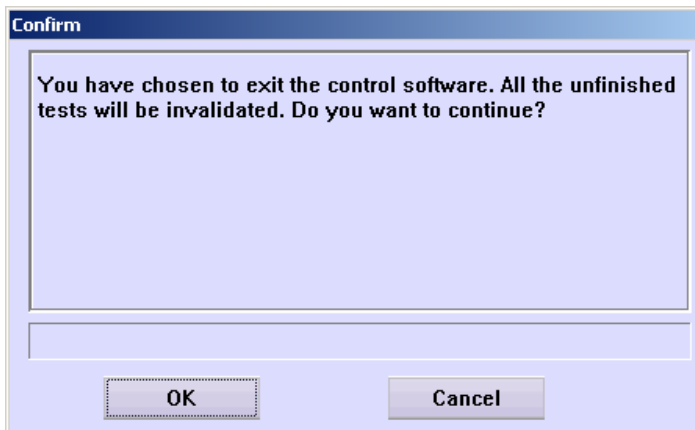 Confirm
You have chosen to exit the control software. All the unfinished
tests will be invalidated. Do you want to continue?
OK
Cancel